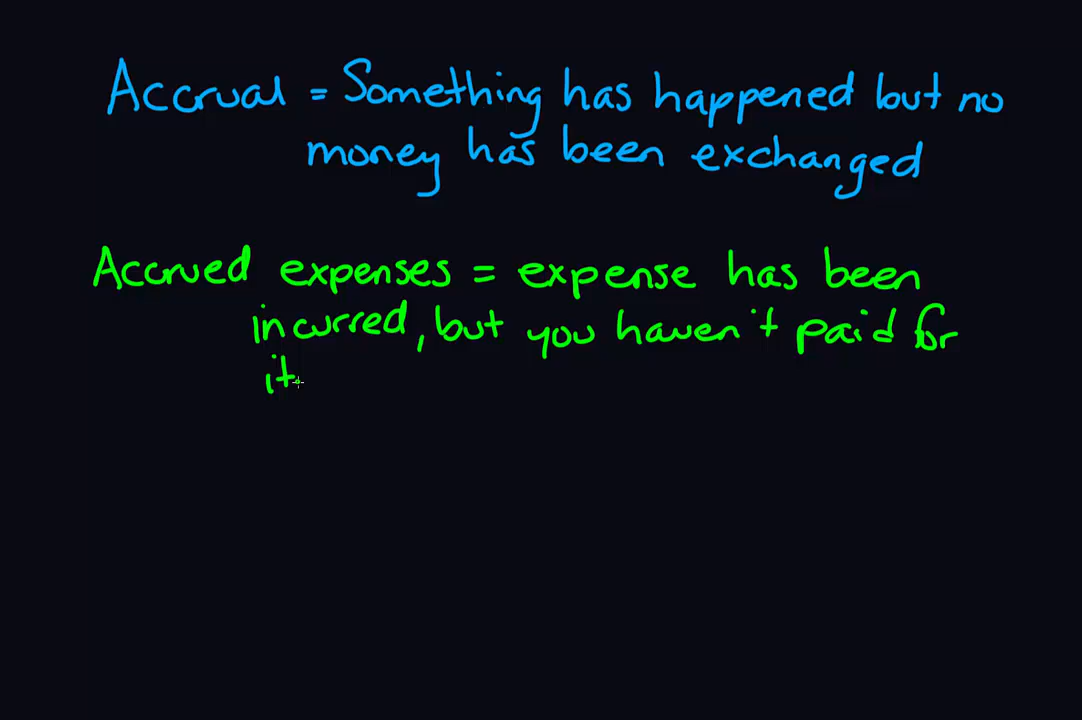 Accrual = Something has happened but no
money has been exchanged
Accrued expenses = expense has been
incurred, but you haven't paid for
it.